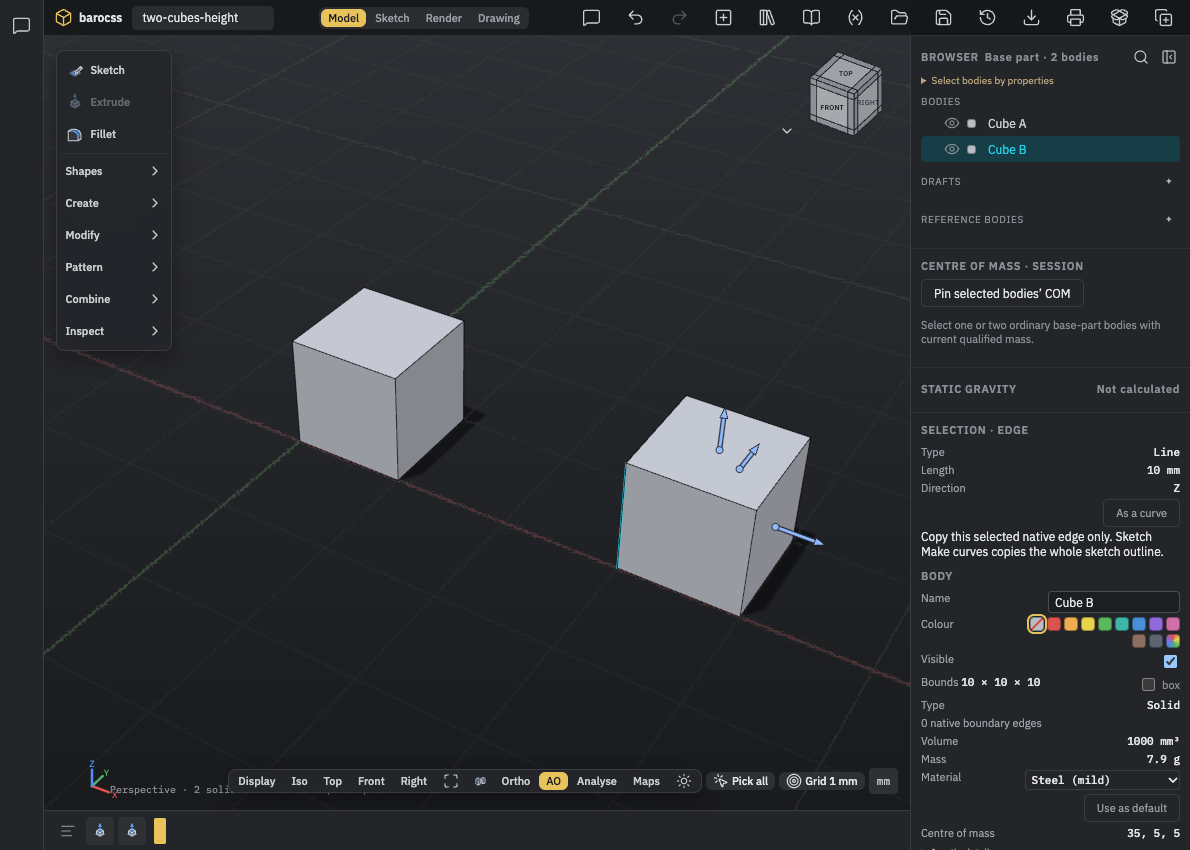 barocss
two-cubes-height
Model Sketch Render Drawing
Sketch
Extrude
Fillet
Shapes
Create
Modify
Pattern
Combine
Inspect
TOP
FRONT
RIGHT
BROWSER Base part · 2 bodies
Select bodies by properties
BODIES
Cube A
Cube B
DRAFTS +
REFERENCE BODIES +
CENTRE OF MASS · SESSION
Pin selected bodies’ COM
Select one or two ordinary base-part bodies with
current qualified mass.
STATIC GRAVITY Not calculated
SELECTION · EDGE
Type Line
Length 10 mm
Direction Z
As a curve
Copy this selected native edge only. Sketch
Make curves copies the whole sketch outline.
BODY
Name Cube B
Colour
Visible
Bounds 10 × 10 × 10 box
Type Solid
0 native boundary edges
Volume 1000 mm³
Mass 7.9 g
Material Steel (mild)
Use as default
Centre of mass 35, 5, 5
Z
Y
X
Perspective · 2 soli
Display Iso Top Front Right Ortho AO Analyse Maps Pick all Grid 1 mm mm